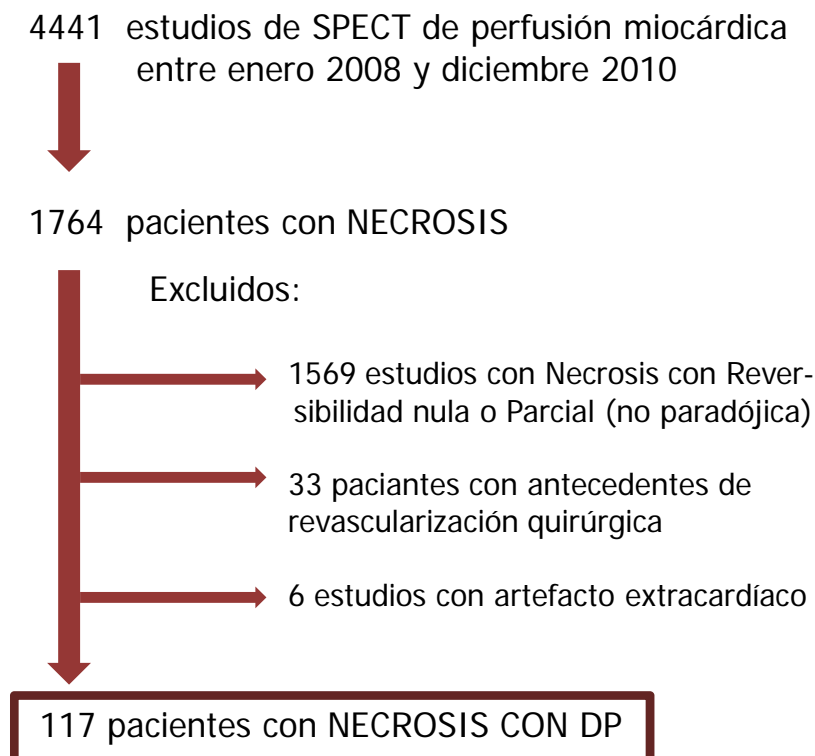 4441 estudios de SPECT de perfusión miocárdica
entre enero 2008 y diciembre 2010
1764 pacientes con NECROSIS
Excluidos:
1569 estudios con Necrosis con Rever-
sibilidad nula o Parcial (no paradójica)
33 paciantes con antecedentes de
revascularización quirúrgica
6 estudios con artefacto extracardíaco
117 pacientes con NECROSIS CON DP